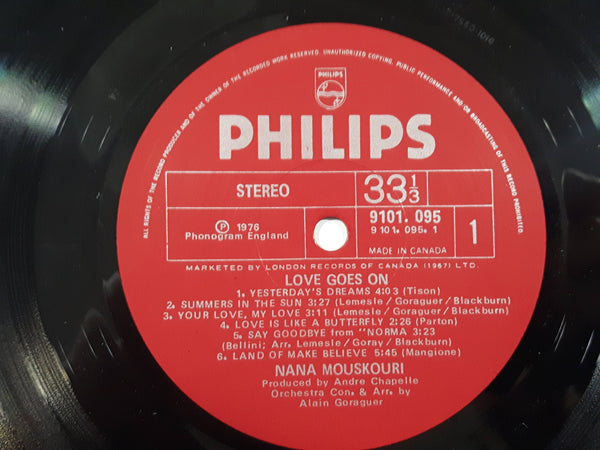 ALL RIGHTS OF THE RECORD PRODUCER AND OF THE OWNER OF THE RECORDED WORK RESERVED. UNAUTHORIZED COPYING, PUBLIC PERFORMANCE AND/OR BROADCASTING OF THIS RECORD PROHIBITED.
PHILIPS
PHILIPS
STEREO
33 1/3
Ⓟ 1976
Phonogram England
9101. 095
9101. 095. 1
1
MADE IN CANADA
MARKETED BY LONDON RECORDS OF CANADA (1967) LTD.
LOVE GOES ON
1. YESTERDAY'S DREAMS 4:03 (Tison)
2. SUMMERS IN THE SUN 3:27 (Lemesle/Goraguer/Blackburn)
3. YOUR LOVE, MY LOVE 3:11 (Lemesle/Goraguer/Blackburn)
4. LOVE IS LIKE A BUTTERFLY 2:26 (Parton)
5. SAY GOODBYE from "NORMA 3:23
(Bellini; Arr. Lemesle/Goray/Blackburn)
6. LAND OF MAKE BELIEVE 5:45 (Mangione)
NANA MOUSKOURI
Produced by Andre Chapelle
Orchestra Con. & Arr. by
Alain Goraguer